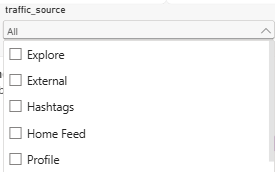 traffic_source
All
Explore
External
Hashtags
Home Feed
Profile